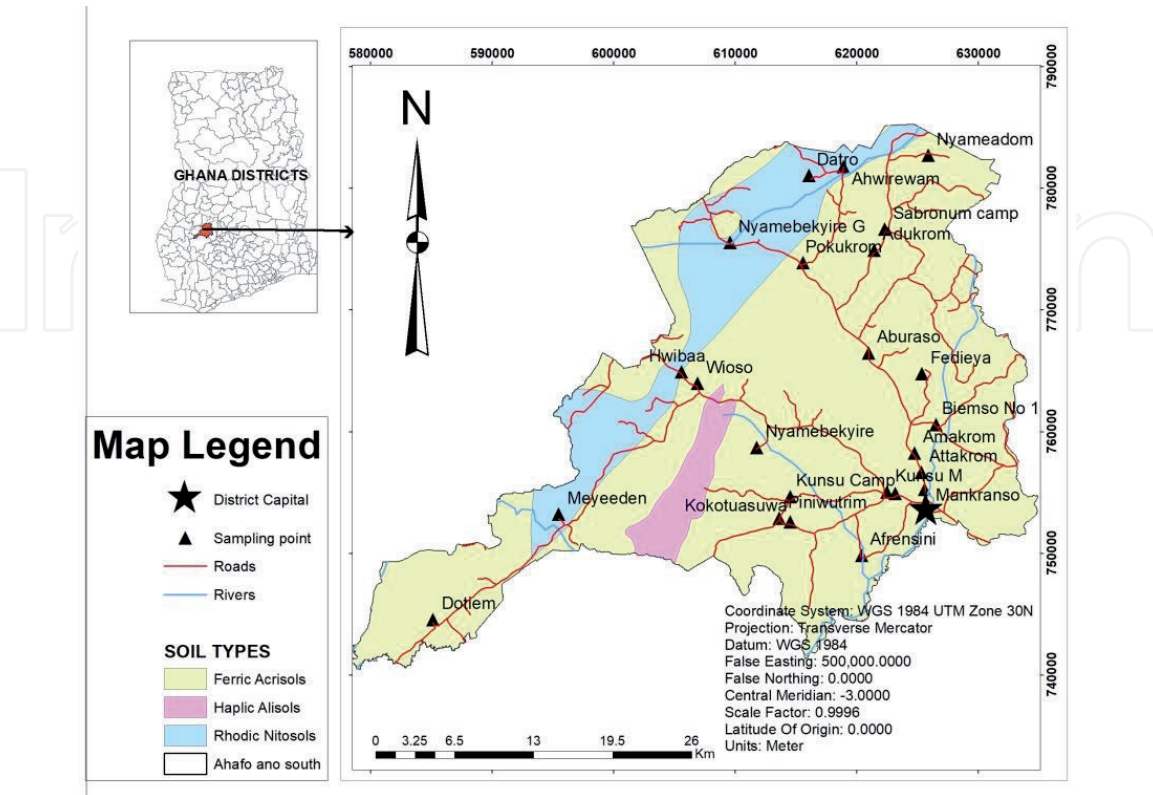 580000 590000 600000 610000 620000 630000
790000
780000
770000
760000
750000
740000
GHANA DISTRICTS
N
Nyameadom
Datro
Ahwirewam
Sabronum camp
Nyamebekyire G
Adukrom
Pokukrom
Aburaso
Hwibaa
Fedieya
Wioso
Biemso No 1
Nyamebekyire
Amakrom
Attakrom
Kunsu Camp
Kunsu M
Meyeeden
Mankranso
Kokotuasuwa
Piniwutrim
Afrensini
Dotiem
Map Legend
District Capital
Sampling point
Roads
Rivers
SOIL TYPES
Ferric Acrisols
Haplic Alisols
Rhodic Nitosols
Ahafo ano south
Coordinate System: WGS 1984 UTM Zone 30N
Projection: Transverse Mercator
Datum: WGS 1984
False Easting: 500,000.0000
False Northing: 0.0000
Central Meridian: -3.0000
Scale Factor: 0.9996
Latitude Of Origin: 0.0000
Units: Meter
0 3.25 6.5 13 19.5 26
Km